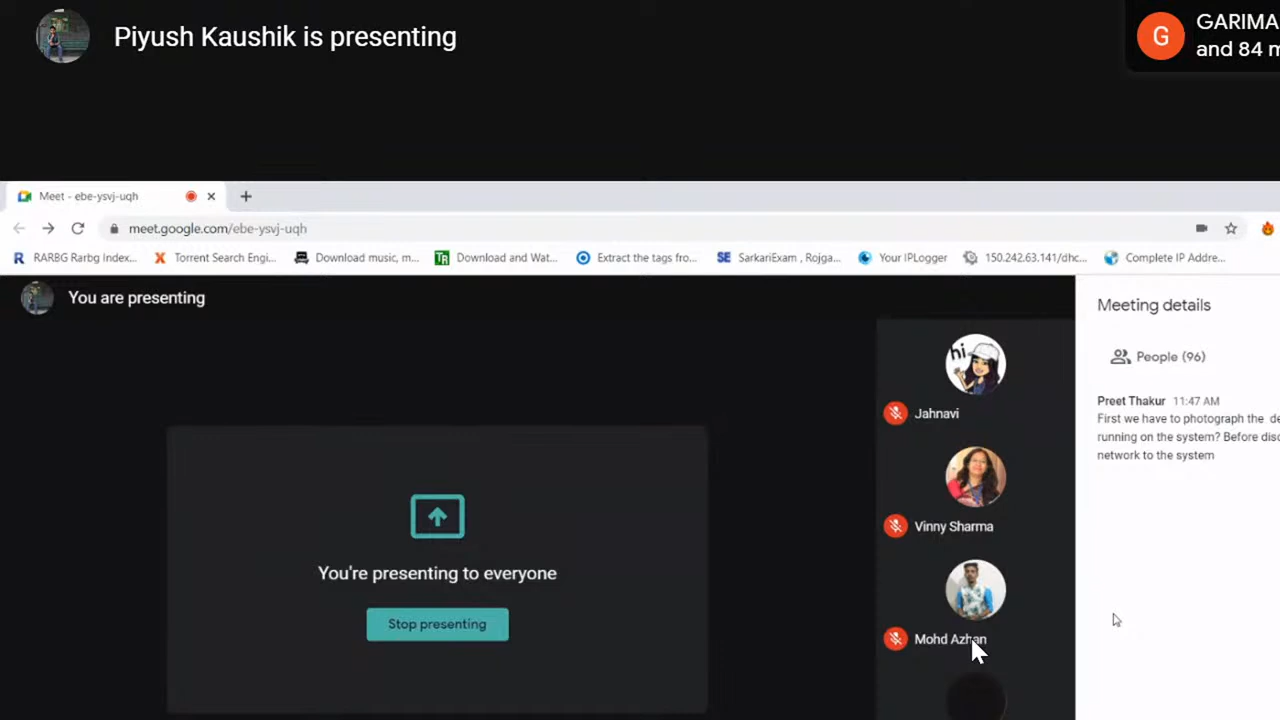 Piyush Kaushik is presenting
G
GARIMA
and 84 m
Meet - ebe-ysvj-uqh
meet.google.com/ebe-ysvj-uqh
R RARBG Rarbg Index...
X Torrent Search Engi...
Download music, m...
TR Download and Wat...
Extract the tags fro...
SE SarkariExam , Rojga...
Your IPLogger
150.242.63.141/dhc...
Complete IP Addre...
You are presenting
hi
Jahnavi
Vinny Sharma
Mohd Azhan
You're presenting to everyone
Stop presenting
Meeting details
People (96)
Preet Thakur 11:47 AM
First we have to photograph the de
running on the system? Before disc
network to the system